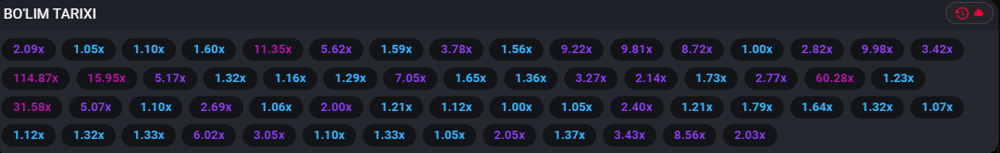 BO'LIM TARIXI
2.09x 1.05x 1.10x 1.60x 11.35x 5.62x 1.59x 3.78x 1.56x 9.22x 9.81x 8.72x 1.00x 2.82x 9.98x 3.42x
114.87x 15.95x 5.17x 1.32x 1.16x 1.29x 7.05x 1.65x 1.36x 3.27x 2.14x 1.73x 2.77x 60.28x 1.23x
31.58x 5.07x 1.10x 2.69x 1.06x 2.00x 1.21x 1.12x 1.00x 1.05x 2.40x 1.21x 1.79x 1.64x 1.32x 1.07x
1.12x 1.32x 1.33x 6.02x 3.05x 1.10x 1.33x 1.05x 2.05x 1.37x 3.43x 8.56x 2.03x